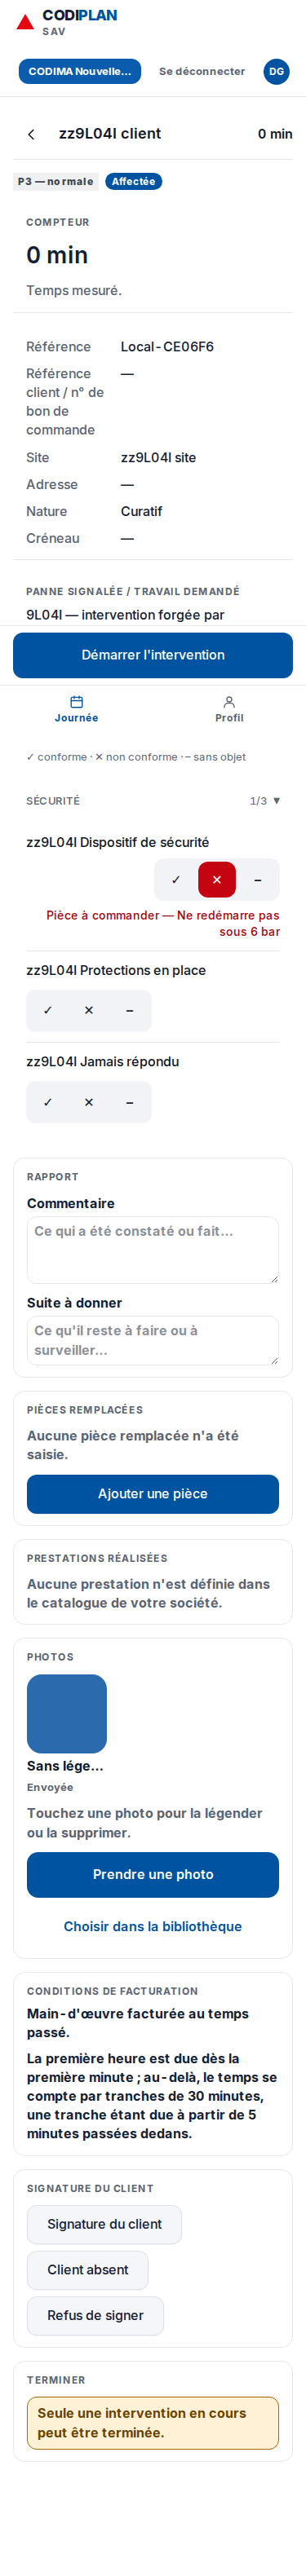 CODIPLAN
SAV
CODIMA Nouvelle...
Se déconnecter
DG
zz9L04I client
0 min
P3 — normale
Affectée
COMPTEUR
0 min
Temps mesuré.
Référence
Local-CE06F6
Référence
client / n° de
bon de
commande
—
Site
zz9L04I site
Adresse
—
Nature
Curatif
Créneau
—
PANNE SIGNALÉE / TRAVAIL DEMANDÉ
9L04I — intervention forgée par
Démarrer l'intervention
Journée
Profil
✓ conforme · ✕ non conforme · – sans objet
SÉCURITÉ
1/3 ▼
zz9L04I Dispositif de sécurité
✓ ✕ –
Pièce à commander — Ne redémarre pas
sous 6 bar
zz9L04I Protections en place
✓ ✕ –
zz9L04I Jamais répondu
✓ ✕ –
RAPPORT
Commentaire
Ce qui a été constaté ou fait...
Suite à donner
Ce qu'il reste à faire ou à
surveiller...
PIÈCES REMPLACÉES
Aucune pièce remplacée n'a été
saisie.
Ajouter une pièce
PRESTATIONS RÉALISÉES
Aucune prestation n'est définie dans
le catalogue de votre société.
PHOTOS
Sans lége...
Envoyée
Touchez une photo pour la légender
ou la supprimer.
Prendre une photo
Choisir dans la bibliothèque
CONDITIONS DE FACTURATION
Main-d'œuvre facturée au temps
passé.
La première heure est due dès la
première minute ; au-delà, le temps se
compte par tranches de 30 minutes,
une tranche étant due à partir de 5
minutes passées dedans.
SIGNATURE DU CLIENT
Signature du client
Client absent
Refus de signer
TERMINER
Seule une intervention en cours
peut être terminée.